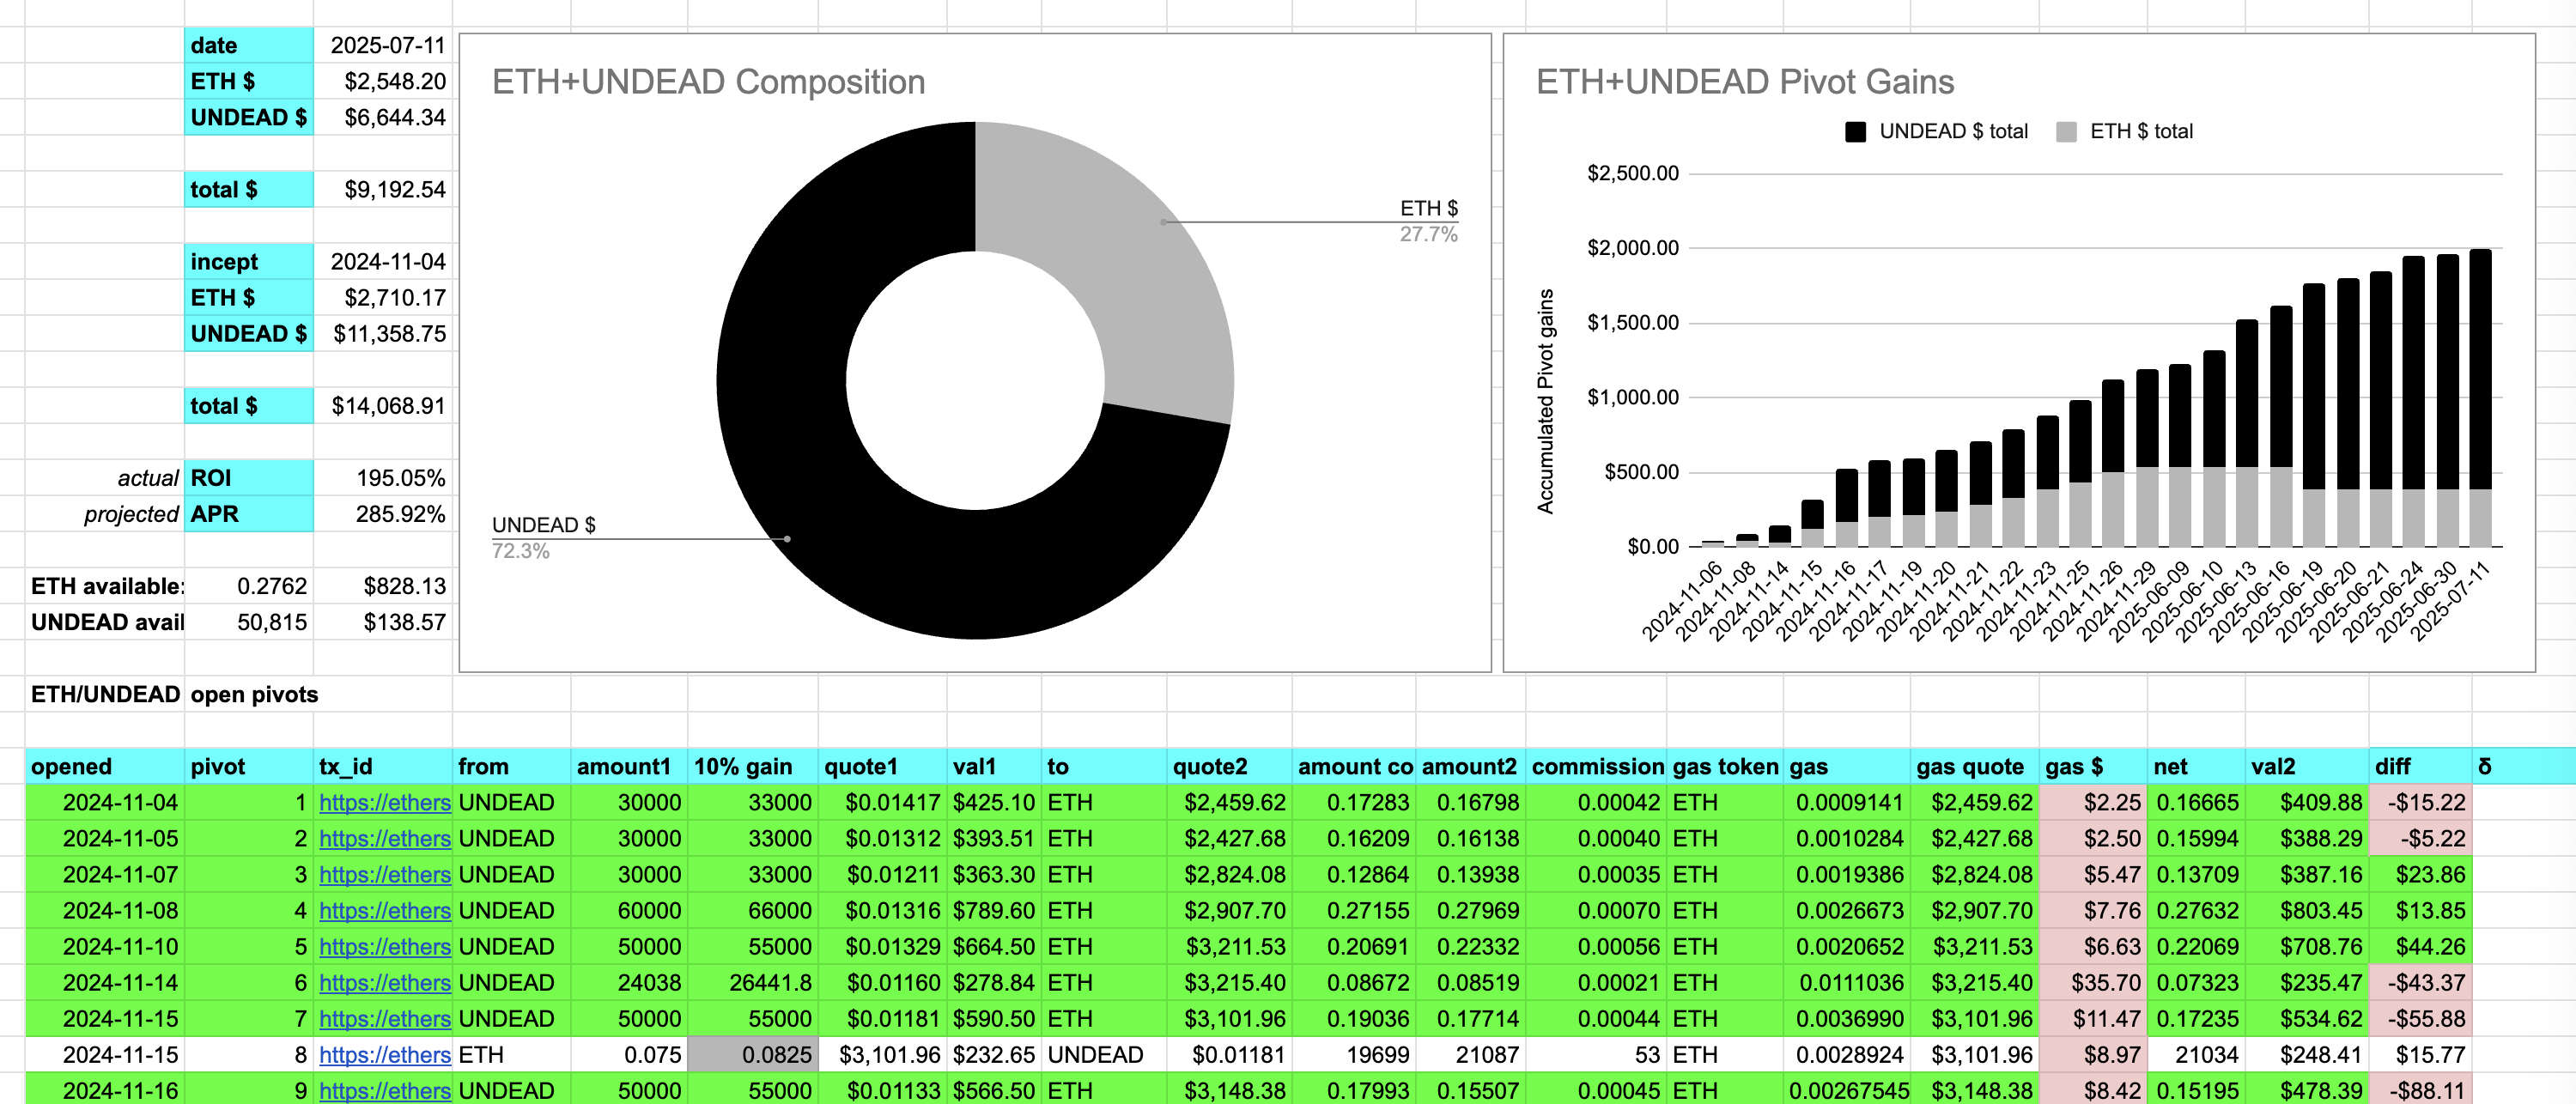 date 2025-07-11
ETH $ $2,548.20
UNDEAD $ $6,644.34
total $ $9,192.54
incept 2024-11-04
ETH $ $2,710.17
UNDEAD $ $11,358.75
total $ $14,068.91
actual ROI 195.05%
projected APR 285.92%
ETH available: 0.2762 $828.13
UNDEAD avail 50,815 $138.57
ETH+UNDEAD Composition
ETH $
27.7%
UNDEAD $
72.3%
ETH+UNDEAD Pivot Gains
UNDEAD $ total ETH $ total
Accumulated Pivot gains
$2,500.00
$2,000.00
$1,500.00
$1,000.00
$500.00
$0.00
2024-11-06
2024-11-08
2024-11-14
2024-11-15
2024-11-16
2024-11-17
2024-11-19
2024-11-20
2024-11-21
2024-11-22
2024-11-23
2024-11-25
2024-11-26
2024-11-29
2025-06-09
2025-06-10
2025-06-13
2025-06-16
2025-06-19
2025-06-20
2025-06-21
2025-06-24
2025-06-30
2025-07-11
ETH/UNDEAD open pivots
opened pivot tx_id from amount1 10% gain quote1 val1 to quote2 amount co amount2 commission gas token gas gas quote gas $ net val2 diff δ
2024-11-04 1 https://ethers UNDEAD 30000 33000 $0.01417 $425.10 ETH $2,459.62 0.17283 0.16798 0.00042 ETH 0.0009141 $2,459.62 $2.25 0.16665 $409.88 -$15.22
2024-11-05 2 https://ethers UNDEAD 30000 33000 $0.01312 $393.51 ETH $2,427.68 0.16209 0.16138 0.00040 ETH 0.0010284 $2,427.68 $2.50 0.15994 $388.29 -$5.22
2024-11-07 3 https://ethers UNDEAD 30000 33000 $0.01211 $363.30 ETH $2,824.08 0.12864 0.13938 0.00035 ETH 0.0019386 $2,824.08 $5.47 0.13709 $387.16 $23.86
2024-11-08 4 https://ethers UNDEAD 60000 66000 $0.01316 $789.60 ETH $2,907.70 0.27155 0.27969 0.00070 ETH 0.0026673 $2,907.70 $7.76 0.27632 $803.45 $13.85
2024-11-10 5 https://ethers UNDEAD 50000 55000 $0.01329 $664.50 ETH $3,211.53 0.20691 0.22332 0.00056 ETH 0.0020652 $3,211.53 $6.63 0.22069 $708.76 $44.26
2024-11-14 6 https://ethers UNDEAD 24038 26441.8 $0.01160 $278.84 ETH $3,215.40 0.08672 0.08519 0.00021 ETH 0.0111036 $3,215.40 $35.70 0.07323 $235.47 -$43.37
2024-11-15 7 https://ethers UNDEAD 50000 55000 $0.01181 $590.50 ETH $3,101.96 0.19036 0.17714 0.00044 ETH 0.0036990 $3,101.96 $11.47 0.17235 $534.62 -$55.88
2024-11-15 8 https://ethers ETH 0.075 0.0825 $3,101.96 $232.65 UNDEAD $0.01181 19699 21087 53 ETH 0.0028924 $3,101.96 $8.97 21034 $248.41 $15.77
2024-11-16 9 https://ethers UNDEAD 50000 55000 $0.01133 $566.50 ETH $3,148.38 0.17993 0.15507 0.00045 ETH 0.00267545 $3,148.38 $8.42 0.15195 $478.39 -$88.11